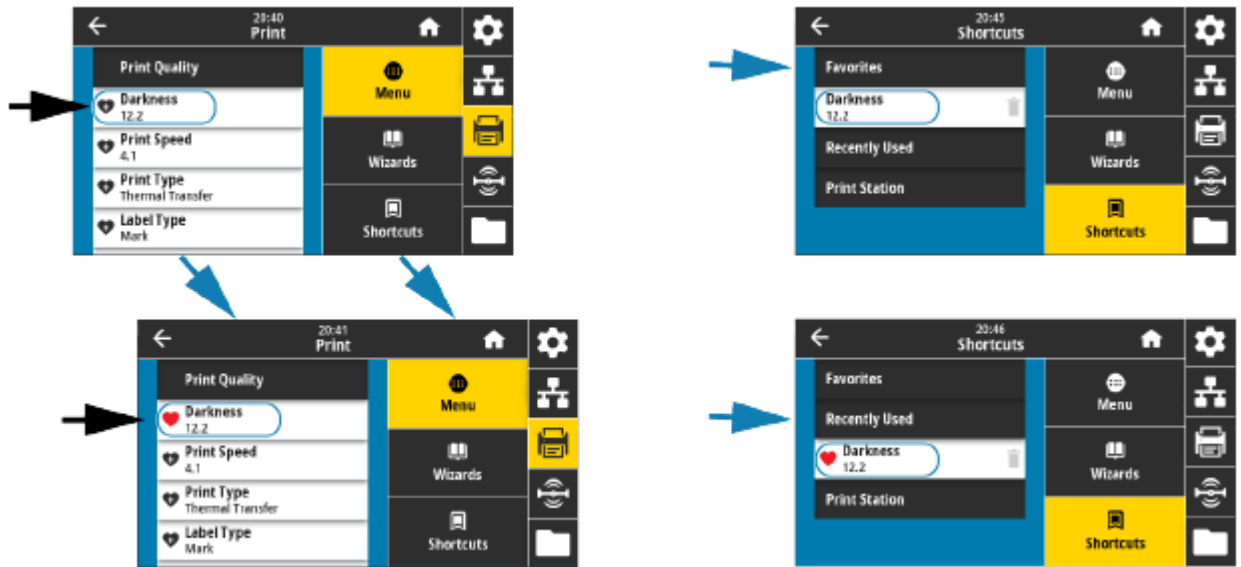 20:40
Print
Print Quality
Darkness
12.2
Print Speed
4.1
Print Type
Thermal Transfer
Label Type
Mark
Menu
Wizards
Shortcuts
20:45
Shortcuts
Favorites
Darkness
12.2
Recently Used
Print Station
Menu
Wizards
Shortcuts
20:41
Print
Print Quality
Darkness
12.2
Print Speed
4.1
Print Type
Thermal Transfer
Label Type
Mark
Menu
Wizards
Shortcuts
20:46
Shortcuts
Favorites
Recently Used
Darkness
12.2
Print Station
Menu
Wizards
Shortcuts